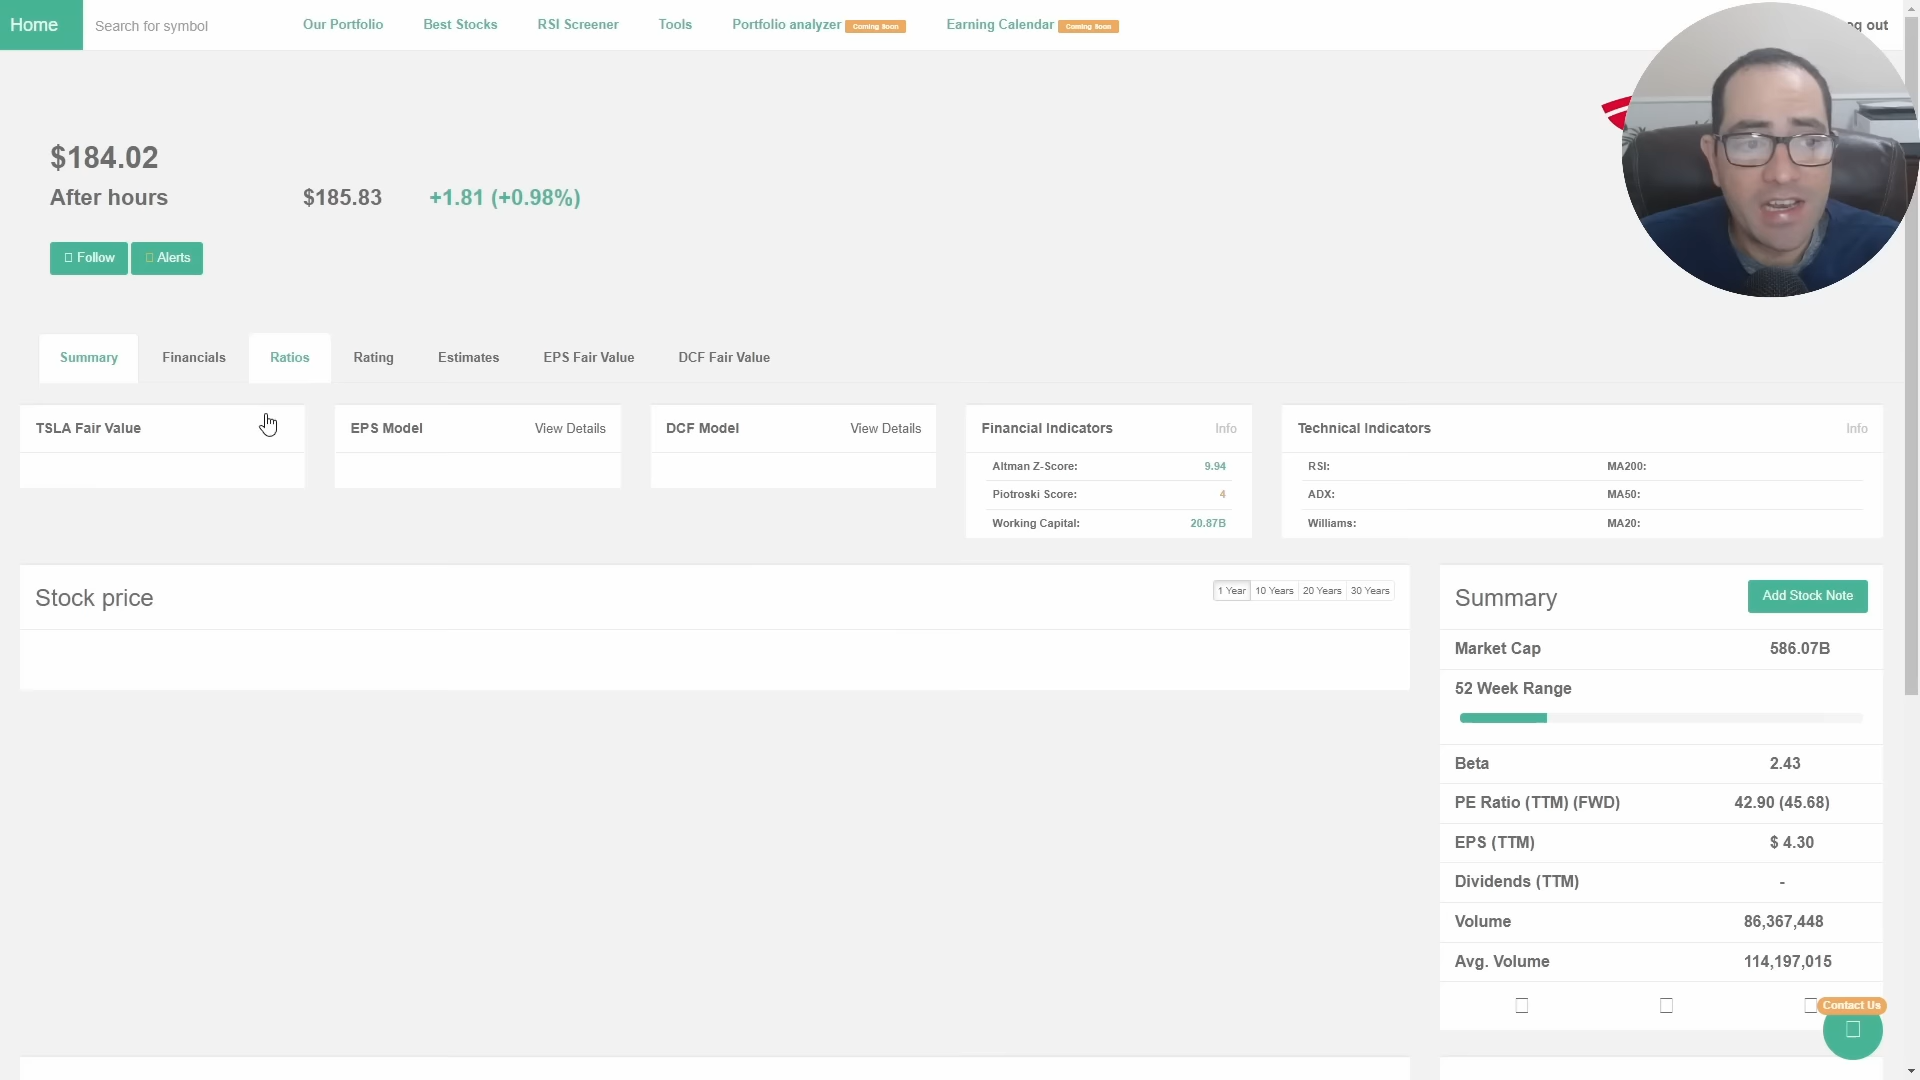 Home
Search for symbol
Our Portfolio
Best Stocks
RSI Screener
Tools
Portfolio analyzer Coming Soon
Earning Calendar Coming Soon
og out
$184.02
After hours $185.83 +1.81 (+0.98%)
Follow
Alerts
Summary
Financials
Ratios
Rating
Estimates
EPS Fair Value
DCF Fair Value
TSLA Fair Value
EPS Model View Details
DCF Model View Details
Financial Indicators Info
Altman Z-Score: 9.94
Piotroski Score: 4
Working Capital: 20.87B
Technical Indicators Info
RSI: MA200:
ADX: MA50:
Williams: MA20:
Stock price
1 Year 10 Years 20 Years 30 Years
Summary
Add Stock Note
Market Cap 586.07B
52 Week Range
Beta 2.43
PE Ratio (TTM) (FWD) 42.90 (45.68)
EPS (TTM) $ 4.30
Dividends (TTM) -
Volume 86,367,448
Avg. Volume 114,197,015
Contact Us